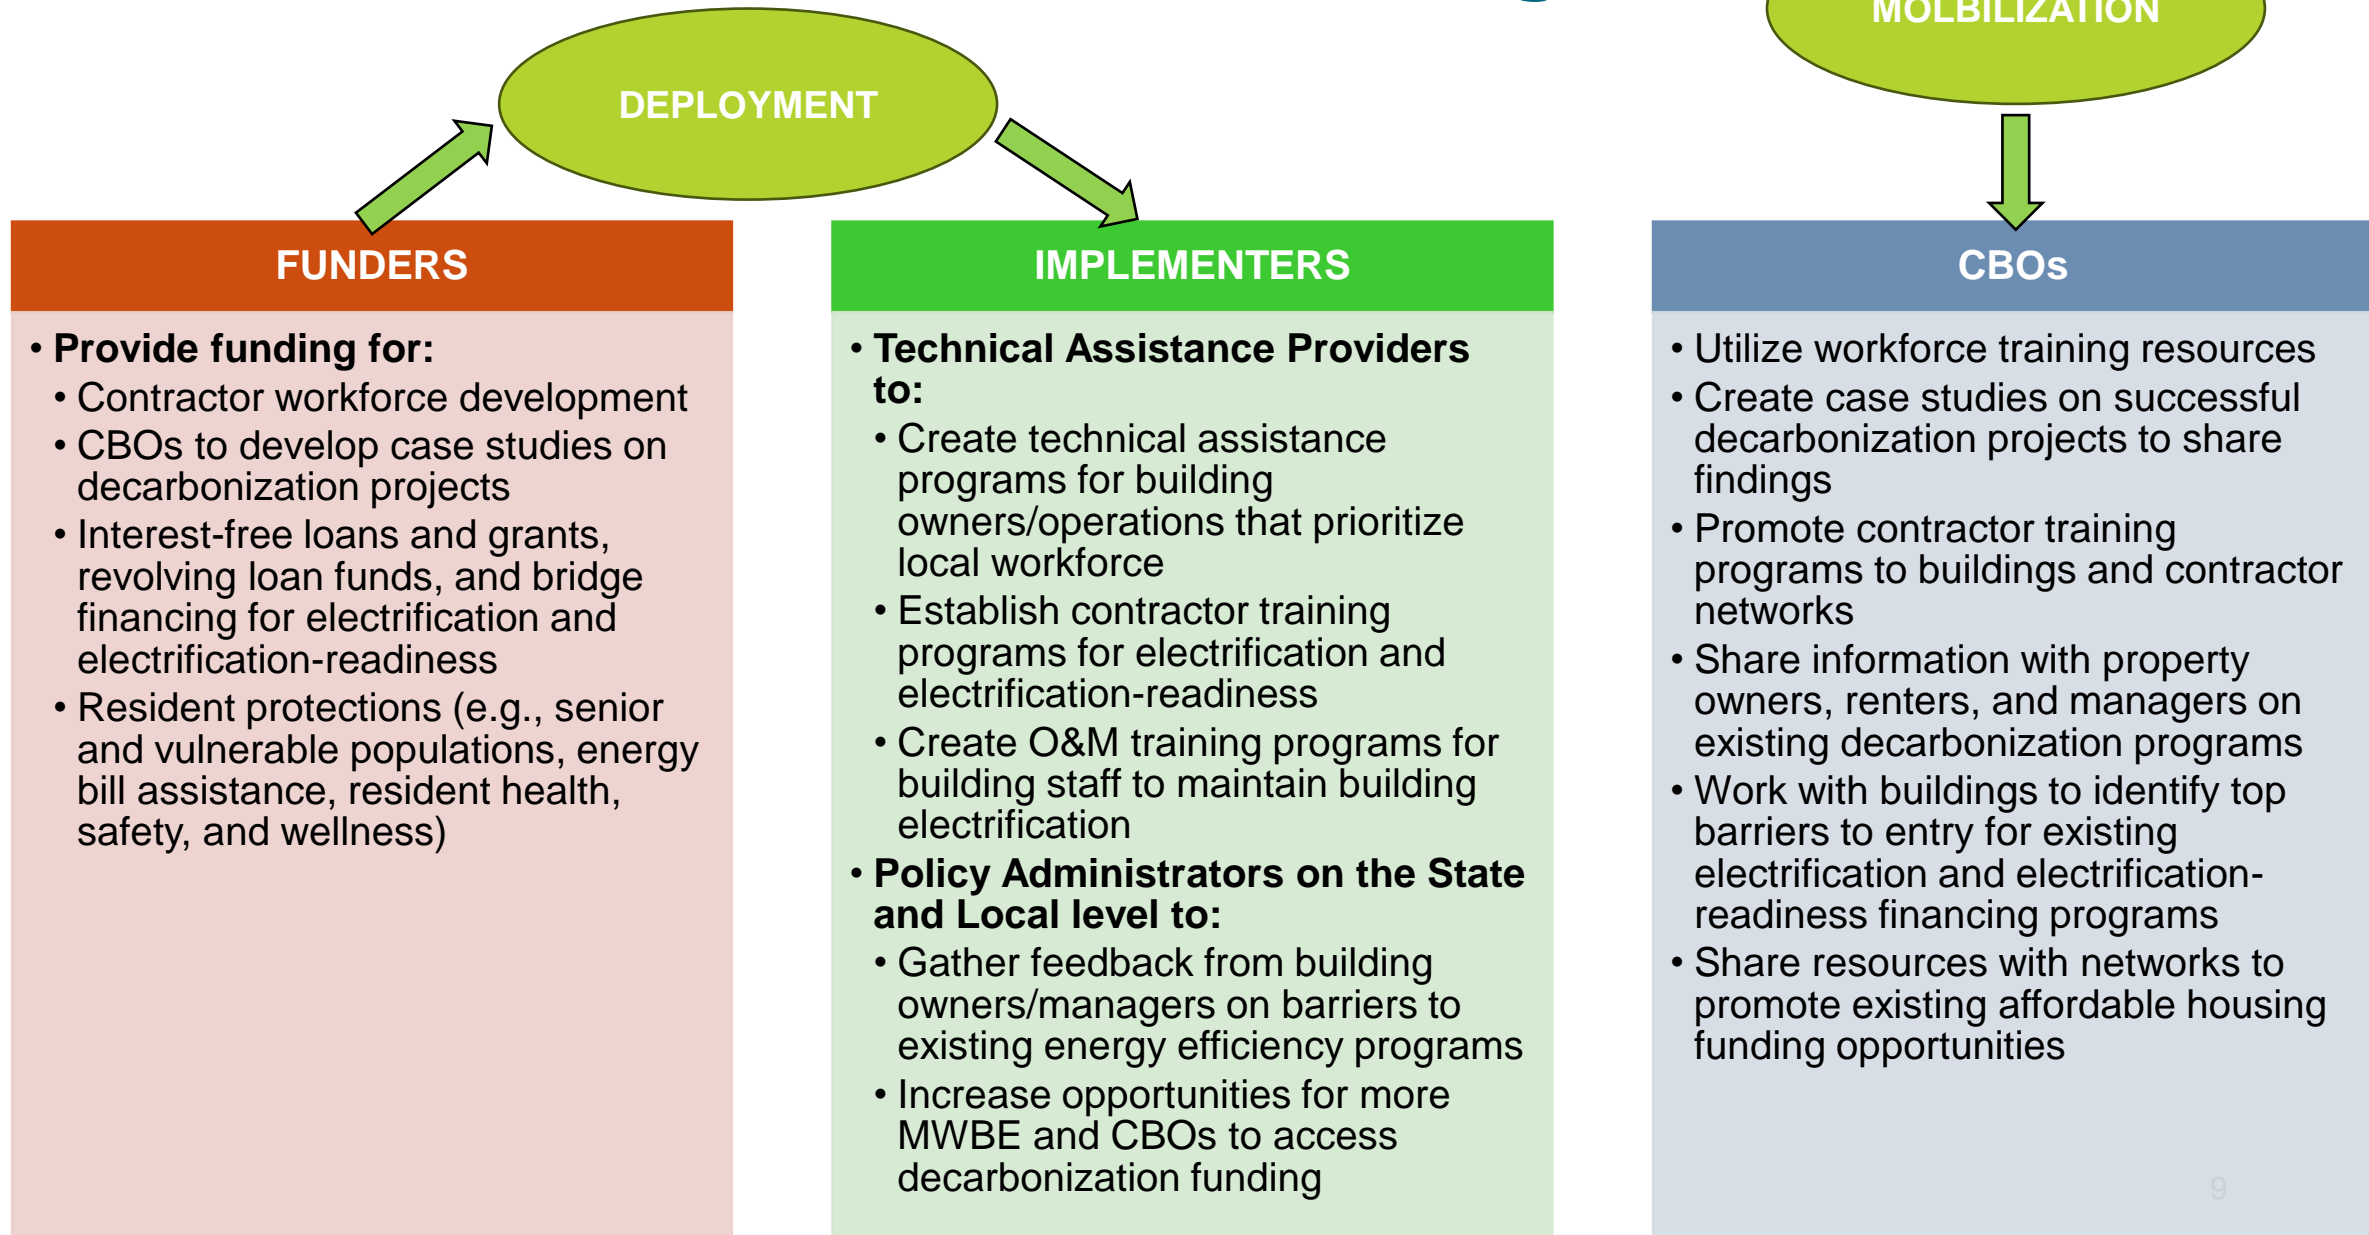 MOLBILIZATION
DEPLOYMENT
FUNDERS
• Provide funding for:
• Contractor workforce development
• CBOs to develop case studies on
decarbonization projects
• Interest-free loans and grants,
revolving loan funds, and bridge
financing for electrification and
electrification-readiness
• Resident protections (e.g., senior
and vulnerable populations, energy
bill assistance, resident health,
safety, and wellness)
IMPLEMENTERS
• Technical Assistance Providers
to:
• Create technical assistance
programs for building
owners/operations that prioritize
local workforce
• Establish contractor training
programs for electrification and
electrification-readiness
• Create O&M training programs for
building staff to maintain building
electrification
• Policy Administrators on the State
and Local level to:
• Gather feedback from building
owners/managers on barriers to
existing energy efficiency programs
• Increase opportunities for more
MWBE and CBOs to access
decarbonization funding
CBOs
• Utilize workforce training resources
• Create case studies on successful
decarbonization projects to share
findings
• Promote contractor training
programs to buildings and contractor
networks
• Share information with property
owners, renters, and managers on
existing decarbonization programs
• Work with buildings to identify top
barriers to entry for existing
electrification and electrification-
readiness financing programs
• Share resources with networks to
promote existing affordable housing
funding opportunities
9